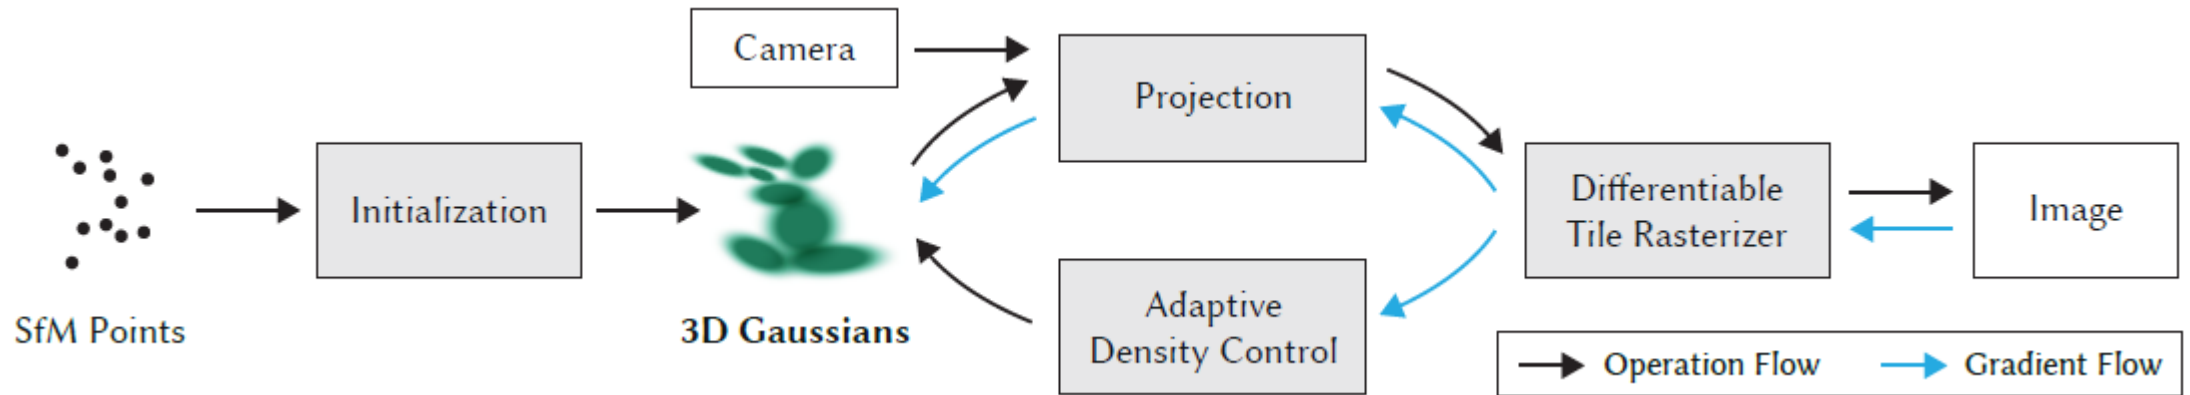 Camera
Projection
Initialization
Differentiable
Tile Rasterizer
Image
SfM Points
3D Gaussians
Adaptive
Density Control
Operation Flow
Gradient Flow